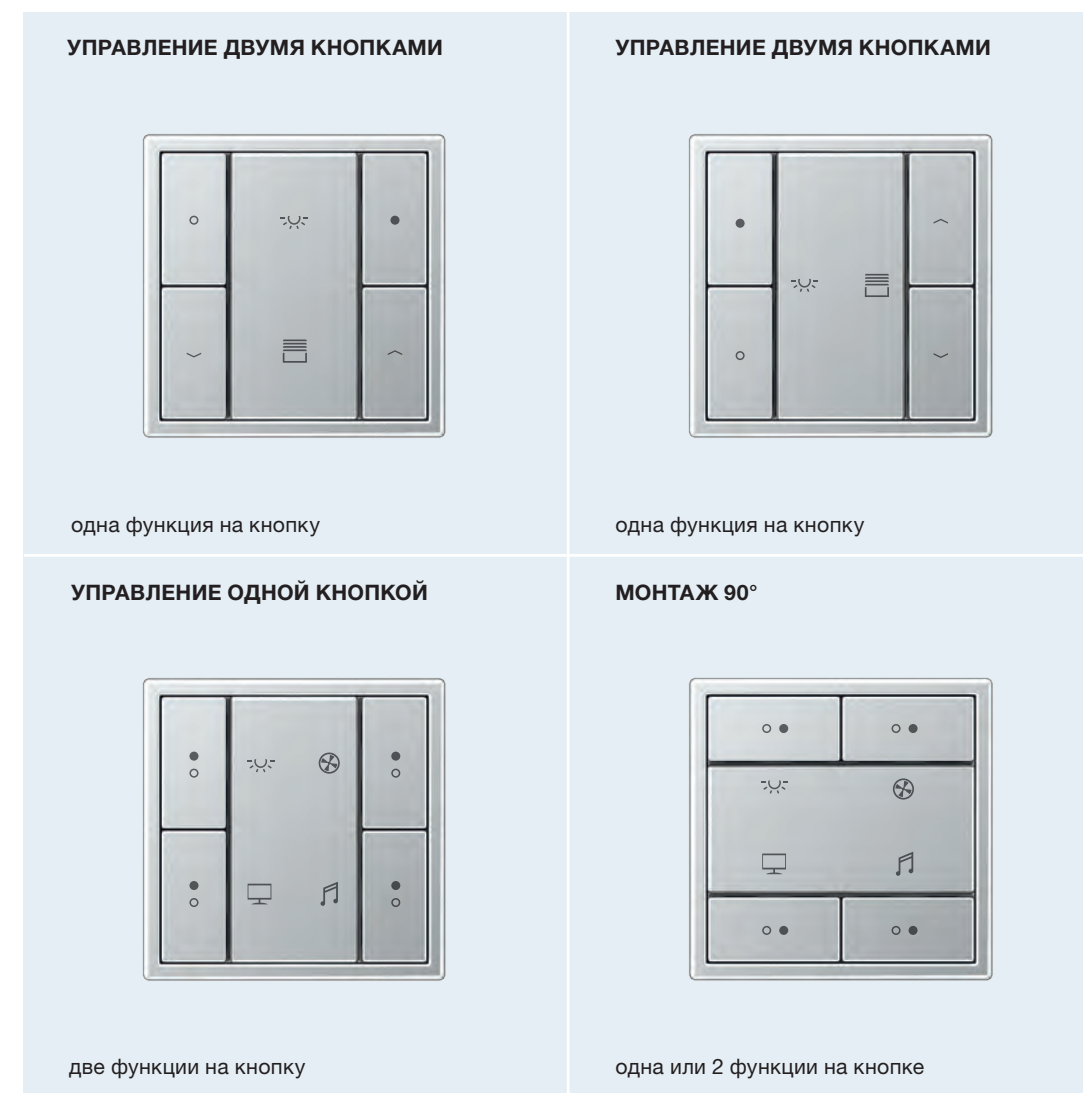 УПРАВЛЕНИЕ ДВУМЯ КНОПКАМИ
одна функция на кнопку
УПРАВЛЕНИЕ ДВУМЯ КНОПКАМИ
одна функция на кнопку
УПРАВЛЕНИЕ ОДНОЙ КНОПКОЙ
две функции на кнопку
МОНТАЖ 90°
одна или 2 функции на кнопке